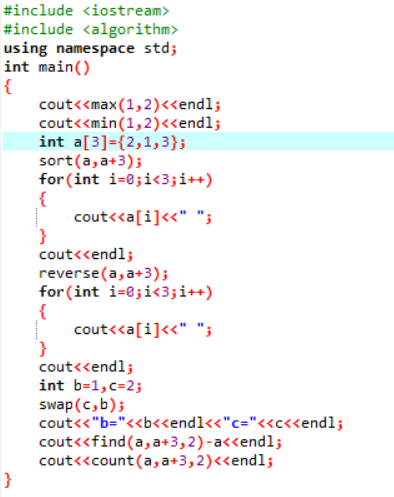 #include <iostream>
#include <algorithm>
using namespace std;
int main()
{
    cout<<max(1,2)<<endl;
    cout<<min(1,2)<<endl;
    int a[3]={2,1,3};
    sort(a,a+3);
    for(int i=0;i<3;i++)
    {
        cout<<a[i]<<" ";
    }
    cout<<endl;
    reverse(a,a+3);
    for(int i=0;i<3;i++)
    {
        cout<<a[i]<<" ";
    }
    cout<<endl;
    int b=1,c=2;
    swap(c,b);
    cout<<"b="<<b<<endl<<"c="<<c<<endl;
    cout<<find(a,a+3,2)-a<<endl;
    cout<<count(a,a+3,2)<<endl;
}